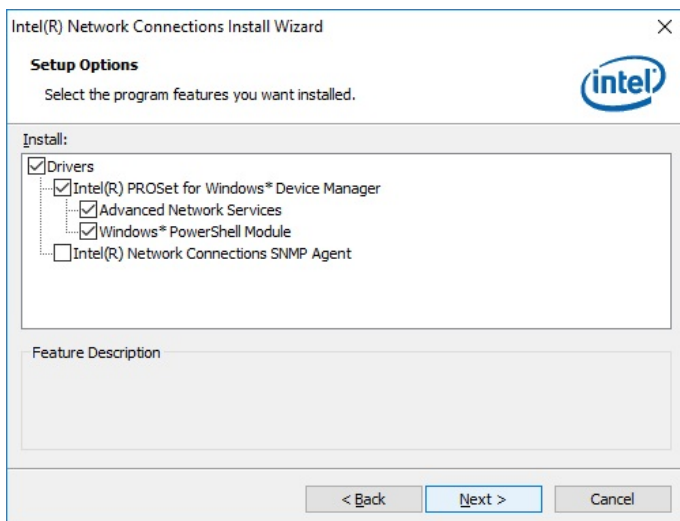 Intel(R) Network Connections Install Wizard
Setup Options
Select the program features you want installed.
intel
Install:
Drivers
Intel(R) PROSet for Windows* Device Manager
Advanced Network Services
Windows* PowerShell Module
Intel(R) Network Connections SNMP Agent
Feature Description
< Back
Next >
Cancel